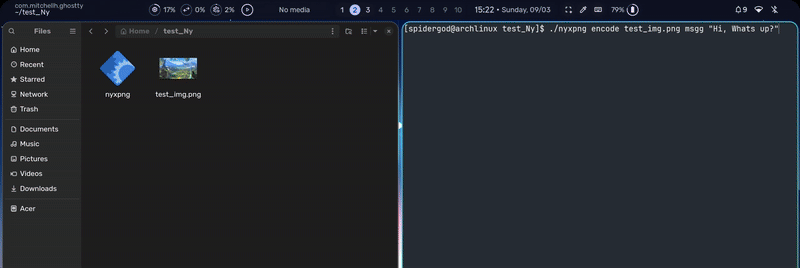 com.mitchellh.ghostty
~/test_Ny
17%
0%
2%
No media
1 2 3 4 5 6 7 8 9 10
15:22 • Sunday, 09/03
79%
9
Files
Home / test_Ny
Home
Recent
Starred
Network
Trash
Documents
Music
Pictures
Videos
Downloads
Acer
nyxpng
test_img.png
[spidergod@archlinux test_Ny]$ ./nyxpng encode test_img.png msgg "Hi, Whats up?"